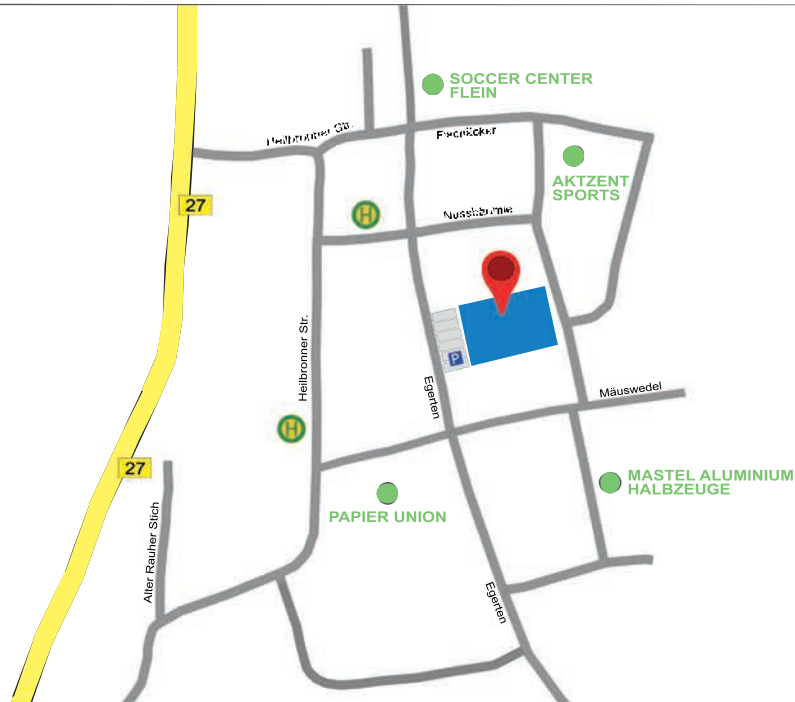 SOCCER CENTER
FLEIN
Heilbronner Str.
AKTZENT
SPORTS
27
H
Heilbronner Str.
P
Egerten
Mäuswedel
H
27
MASTEL ALUMINIUM
HALBZEUGE
PAPIER UNION
Alter Rauher Stich
Egerten